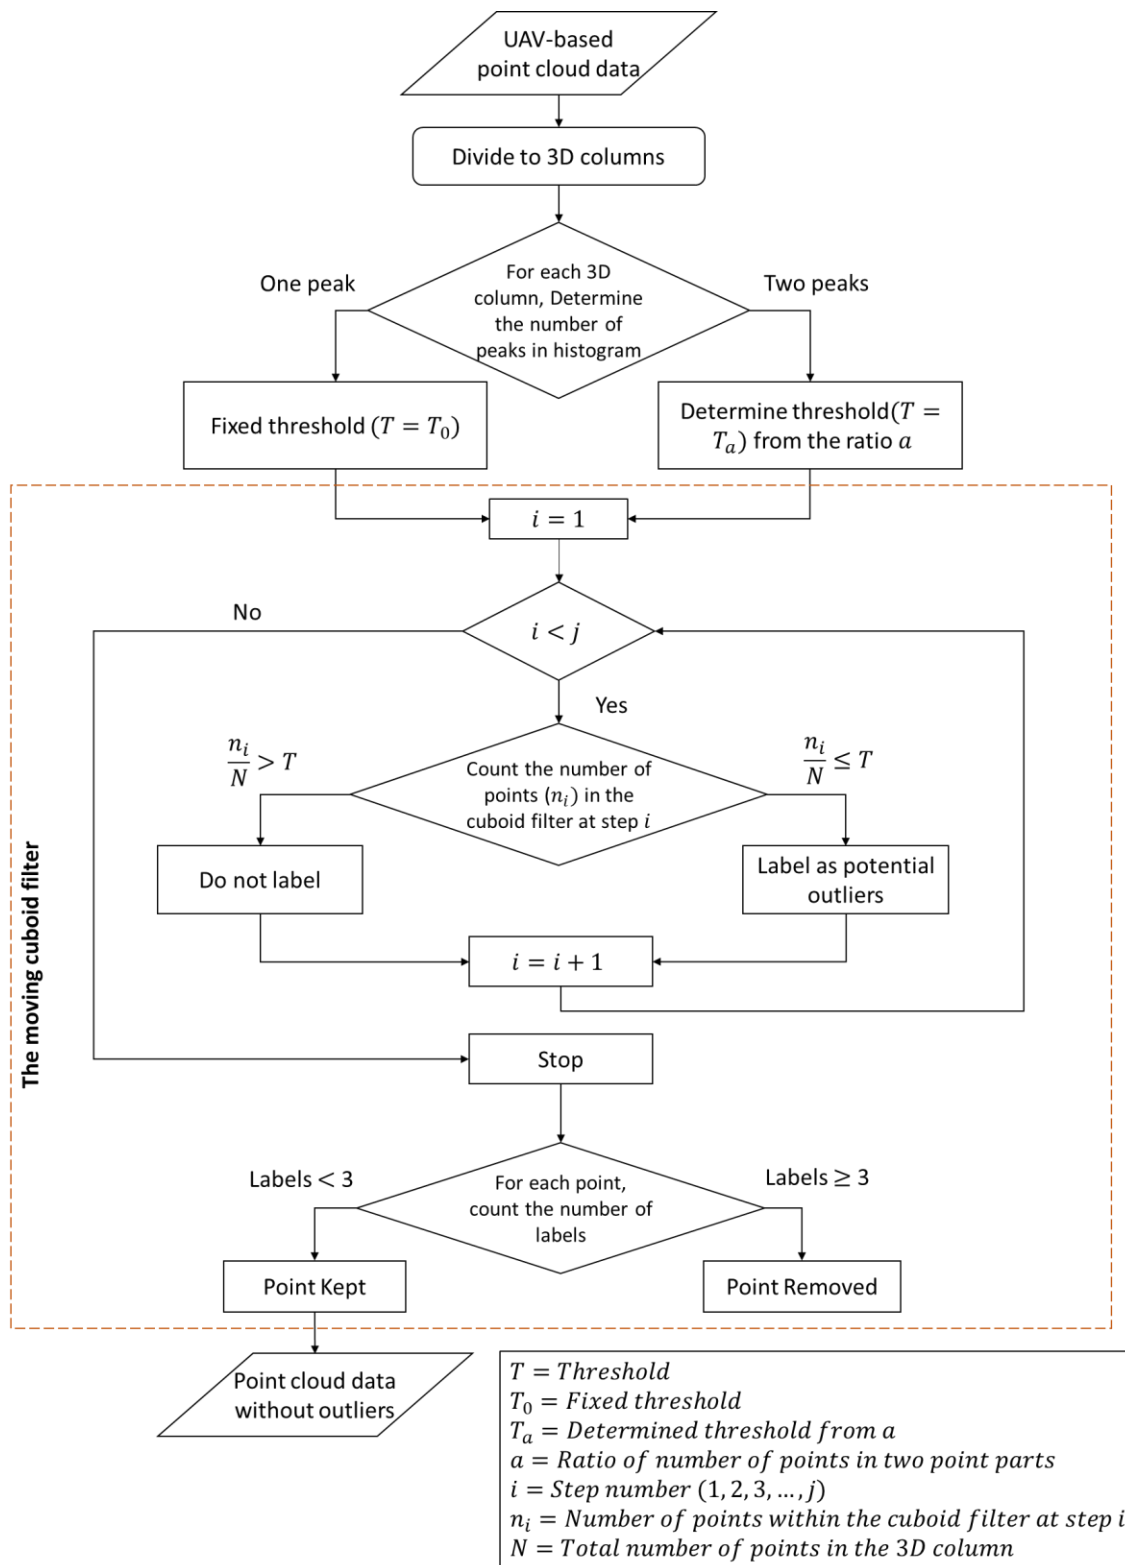 UAV-based
point cloud data
Divide to 3D columns
For each 3D
column, Determine
the number of
peaks in histogram
One peak
Two peaks
Fixed threshold (T = T₀)
Determine threshold(T =
Tₐ) from the ratio a
The moving cuboid filter
i = 1
i < j
No
Yes
nᵢ/N > T
nᵢ/N ≤ T
Count the number of
points (nᵢ) in the
cuboid filter at step i
Do not label
Label as potential
outliers
i = i + 1
Stop
Labels < 3
Labels ≥ 3
For each point,
count the number of
labels
Point Kept
Point Removed
Point cloud data
without outliers
T = Threshold
T₀ = Fixed threshold
Tₐ = Determined threshold from a
a = Ratio of number of points in two point parts
i = Step number (1, 2, 3, ..., j)
nᵢ = Number of points within the cuboid filter at step i
N = Total number of points in the 3D column